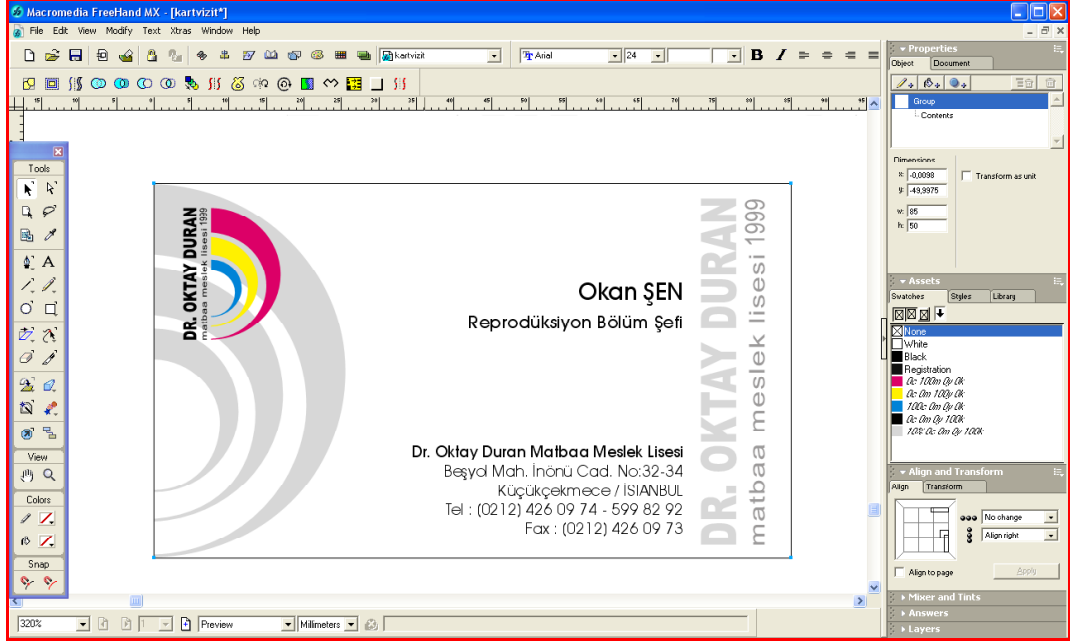 Macromedia FreeHand MX - [kartvizit*]
File Edit View Modify Text Xtras Window Help
kartvizit
Arial
24
B I
Tools
View
Colors
Snap
DR. OKTAY DURAN
matbaa meslek lisesi 1999
Okan ŞEN
Reprodüksiyon Bölüm Şefi
Dr. Oktay Duran Matbaa Meslek Lisesi
Beşyol Mah. İnönü Cad. No:32-34
Küçükçekmece / İSTANBUL
Tel : (0212) 426 09 74 - 599 82 92
Fax : (0212) 426 09 73
DR. OKTAY DURAN
matbaa meslek lisesi 1999
Properties
Object Document
Group
Contents
Dimensions
x: -0,0098
Transform as unit
y: -49,9975
w: 85
h: 50
Assets
Swatches Styles Library
None
White
Black
Registration
0c 100m 0y 0k
0c 0m 100y 0k
100c 0m 0y 0k
0c 0m 0y 100k
10% 0c 0m 0y 100k
Align and Transform
Align Transform
No change
Align right
Align to page
Apply
Mixer and Tints
Answers
Layers
320%
1
Preview
Millimeters